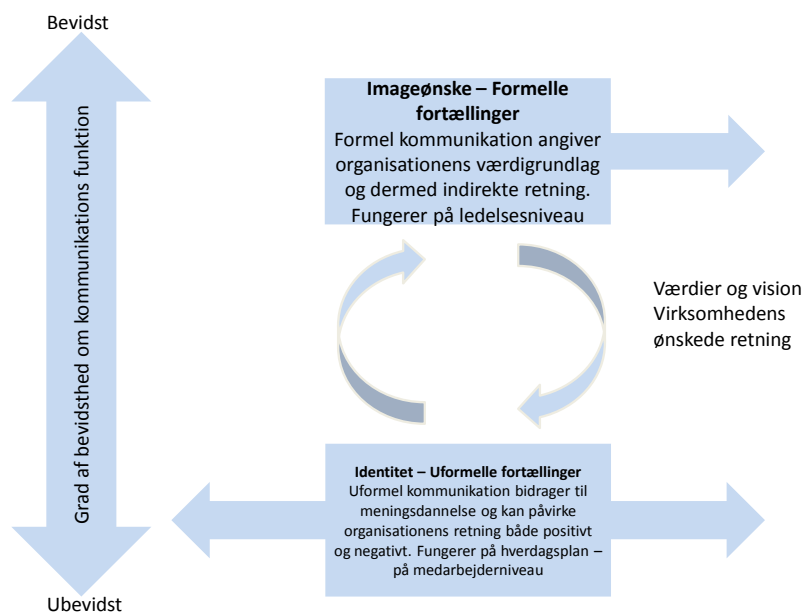 Bevidst
Grad af bevidsthed om kommunikations funktion
Ubevidst
Imageønske – Formelle
fortællinger
Formel kommunikation angiver
organisationens værdigrundlag
og dermed indirekte retning.
Fungerer på ledelsesniveau
Værdier og vision
Virksomhedens
ønskede retning
Identitet – Uformelle fortællinger
Uformel kommunikation bidrager til
meningsdannelse og kan påvirke
organisationens retning både positivt
og negativt. Fungerer på hverdagsplan –
på medarbejderniveau